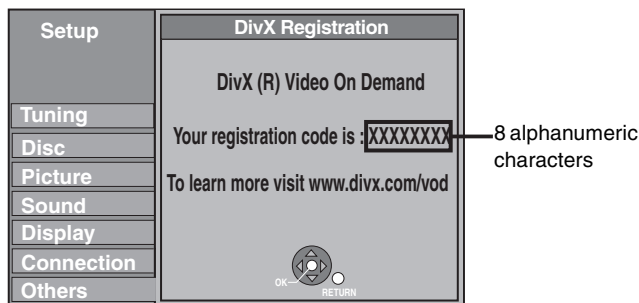 Setup
Tuning
Disc
Picture
Sound
Display
Connection
Others
DivX Registration
DivX (R) Video On Demand
Your registration code is : XXXXXXXX
To learn more visit www.divx.com/vod
OK
RETURN
8 alphanumeric
characters